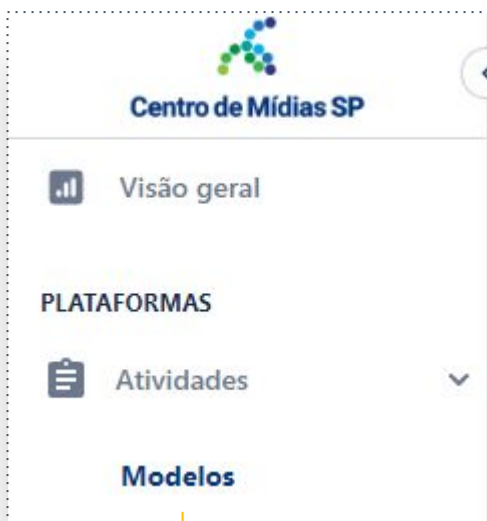 Centro de Mídias SP
Visão geral
PLATAFORMAS
Atividades
Modelos